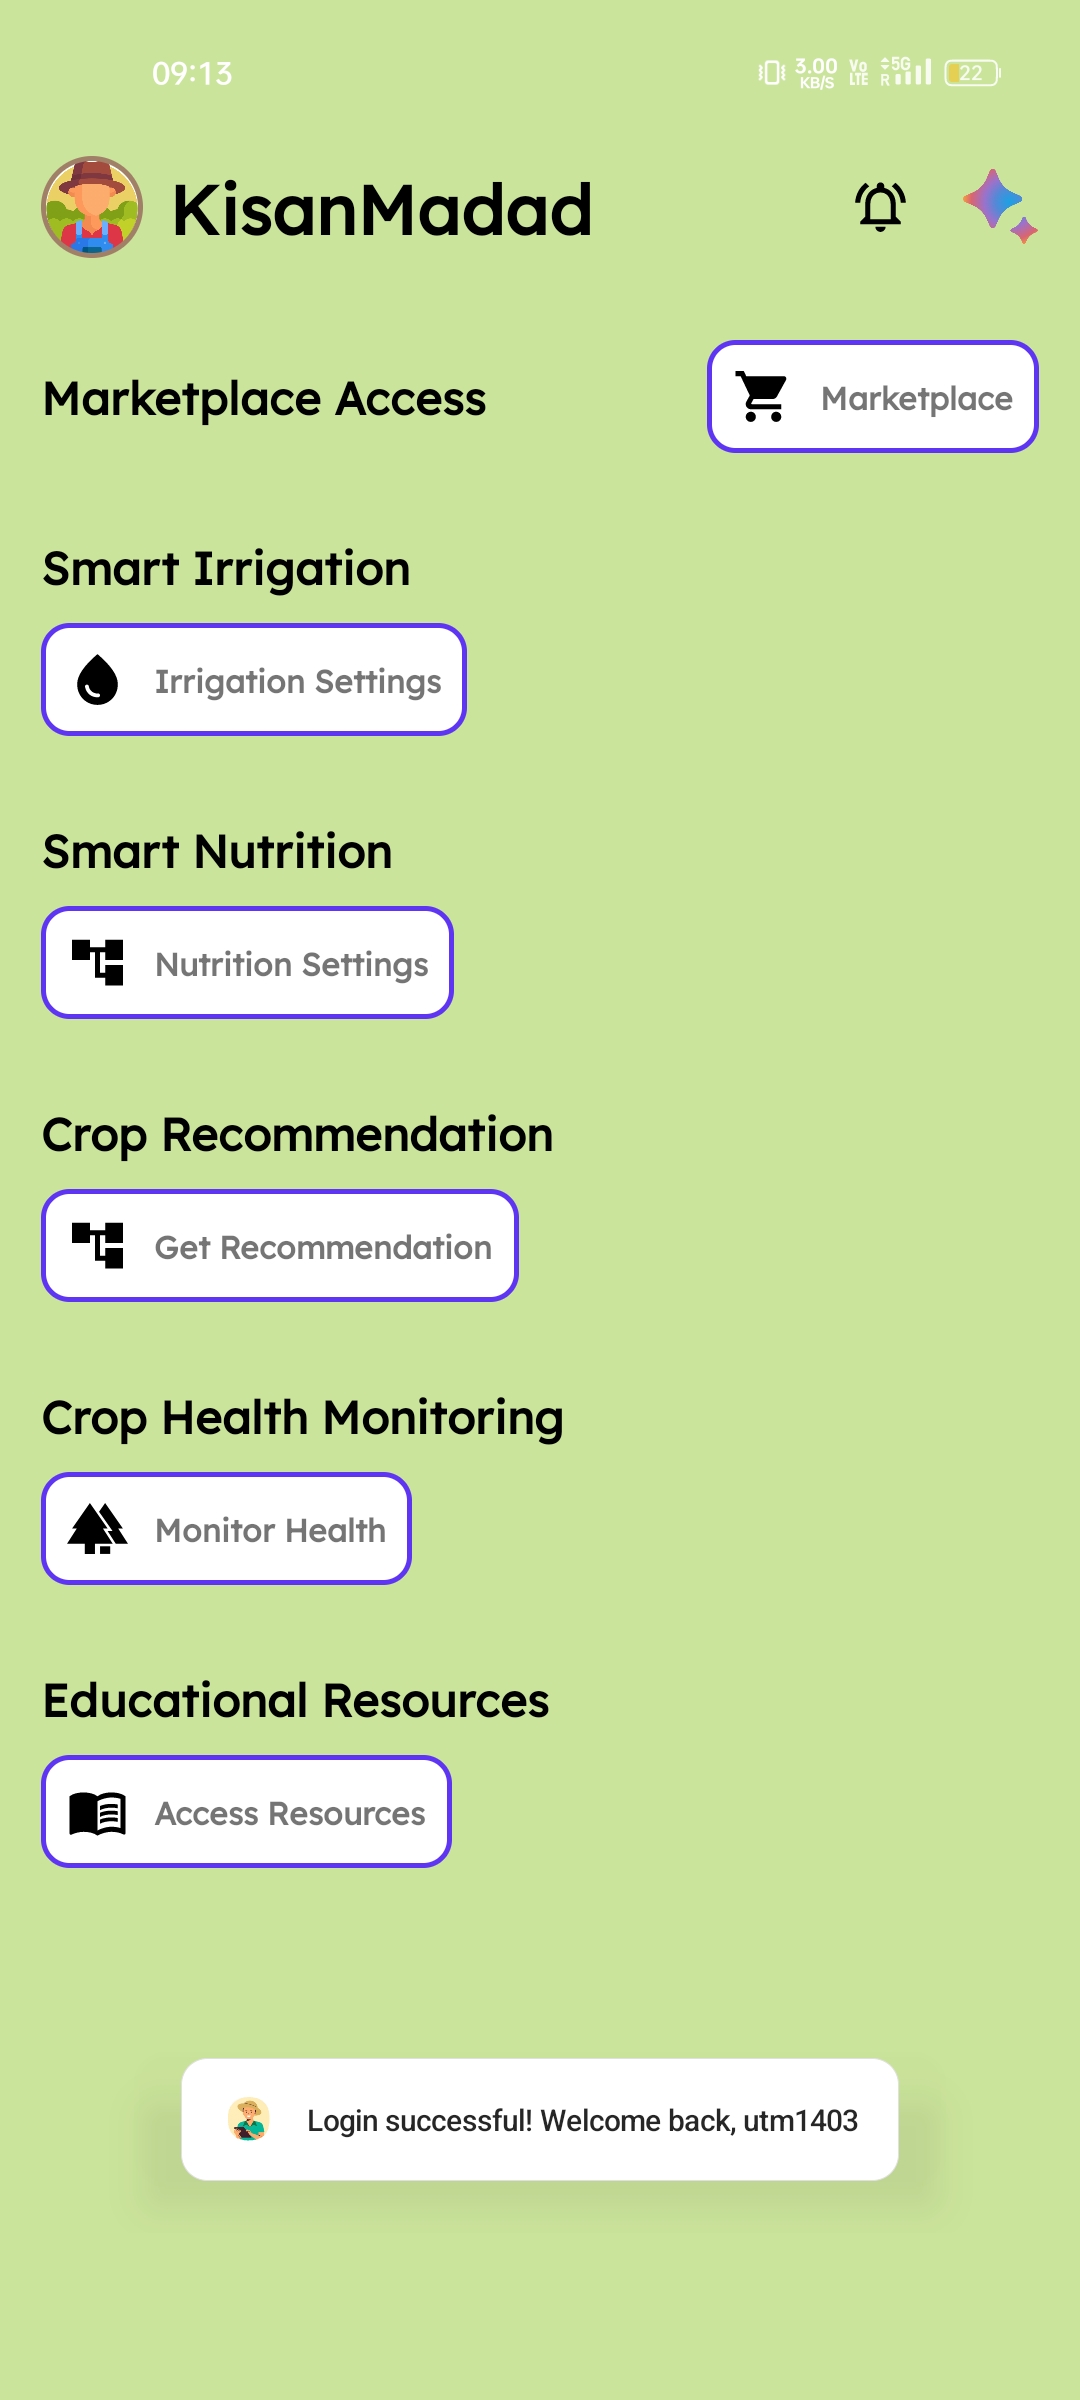 09:13
3.00 KB/S Vo LTE 5G R 22
KisanMadad
Marketplace Access
Marketplace
Smart Irrigation
Irrigation Settings
Smart Nutrition
Nutrition Settings
Crop Recommendation
Get Recommendation
Crop Health Monitoring
Monitor Health
Educational Resources
Access Resources
Login successful! Welcome back, utm1403